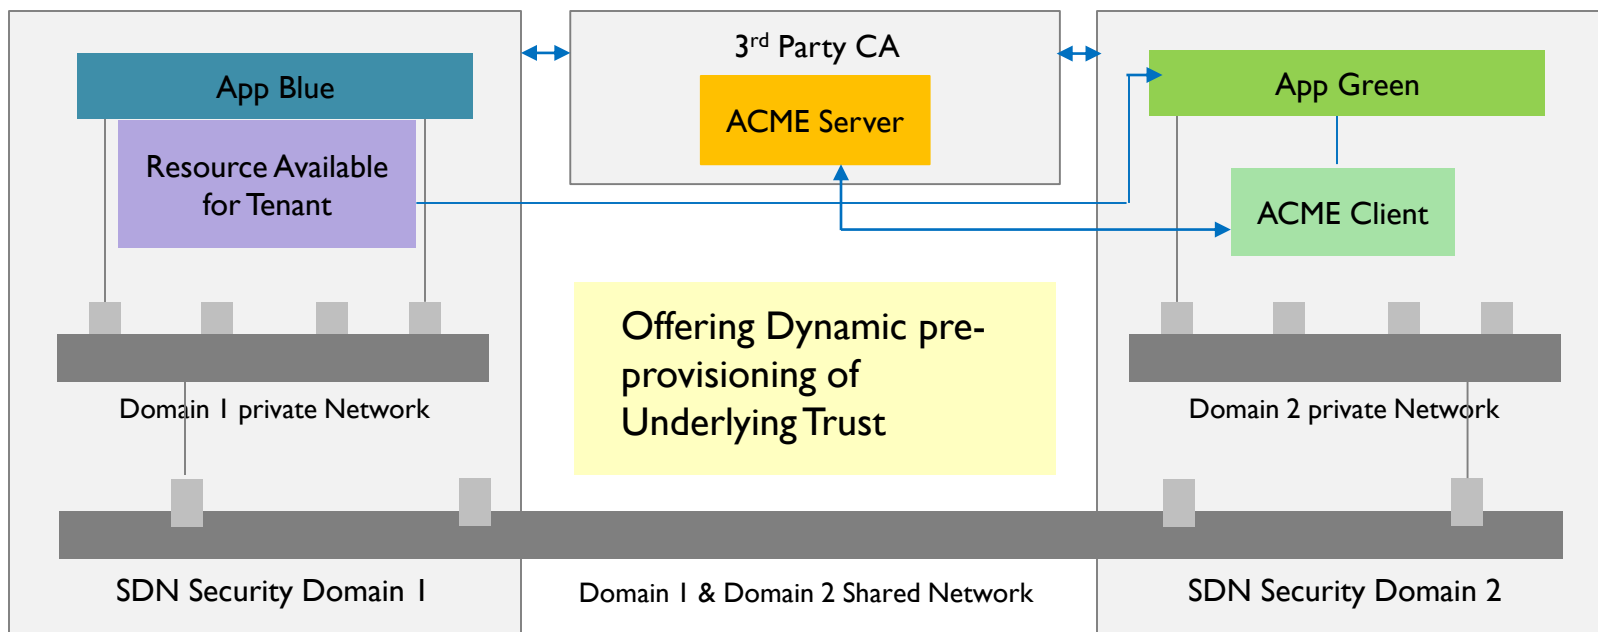 3rd Party CA
App Blue
ACME Server
App Green
Resource Available
for Tenant
ACME Client
Offering Dynamic pre-
provisioning of
Underlying Trust
Domain 1 private Network
Domain 2 private Network
SDN Security Domain 1
Domain 1 & Domain 2 Shared Network
SDN Security Domain 2